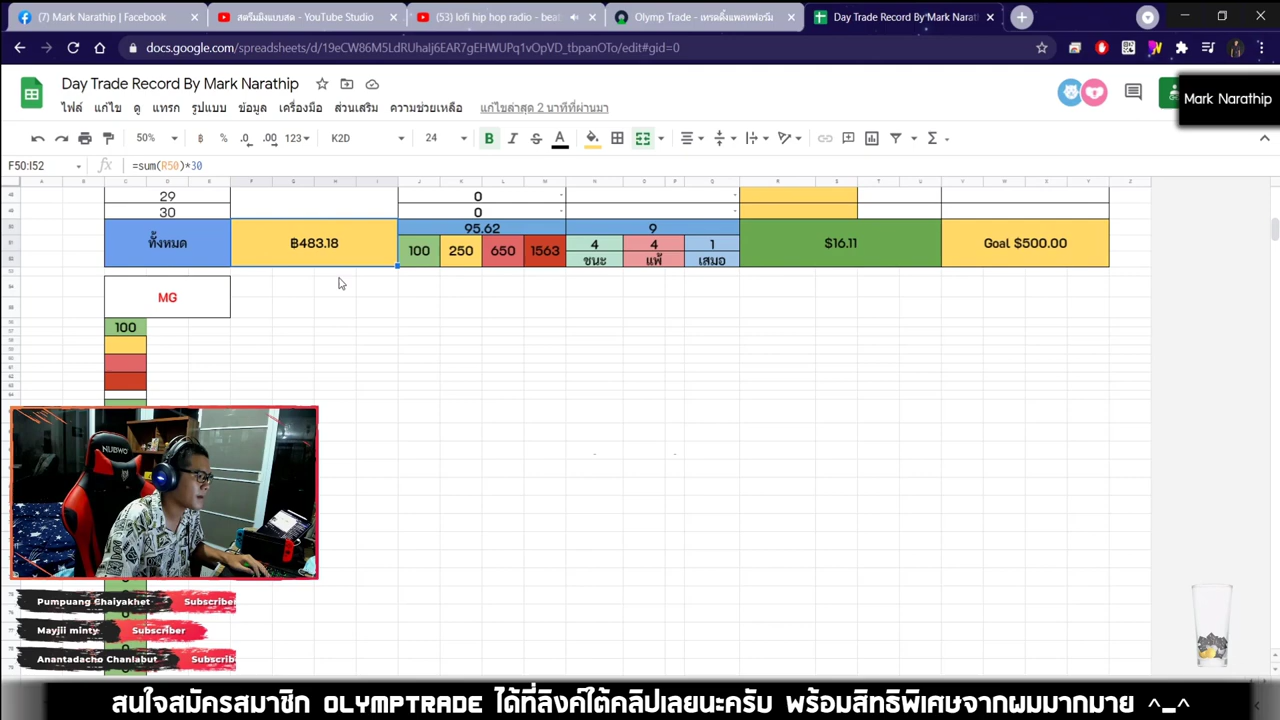 (7) Mark Narathip | Facebook
สตรีมมิงแบบสด - YouTube Studio
(53) lofi hip hop radio - bea
Olymp Trade - เทรดดิ้งแพลทฟอร์ม
Day Trade Record By Mark Narath
docs.google.com/spreadsheets/d/19eCW86M5LdRUhalj6EAR7gEHWUPq1vOpVD_tbpanOTo/edit#gid=0
Day Trade Record By Mark Narathip
Mark Narathip
ไฟล์ แก้ไข ดู แทรก รูปแบบ ข้อมูล เครื่องมือ ส่วนเสริม ความช่วยเหลือ แก้ไขล่าสุด 2 นาทีที่ผ่านมา
50% ฿ % .0 .00 123 K2D 24 B I S A Σ
F50:I52 fx =sum(R50)*30
A B C D E F G H I J K L M N O P Q R S T U V W X Y Z
29 0 - -
30 0 - -
ทั้งหมด ฿483.18 95.62 9 $16.11 Goal $500.00
100 250 650 1563 4 4 1
ชนะ แพ้ เสมอ
MG
100
- -
NUBWO
Pumpuang Chaiyakhet Subscriber
Mayjii minty Subscriber
Anantadacho Chanlabut Subscribe
สนใจสมัครสมาชิก OLYMPTRADE ได้ที่ลิงค์ใต้คลิปเลยนะครับ พร้อมสิทธิพิเศษจากผมมากมาย ^_^